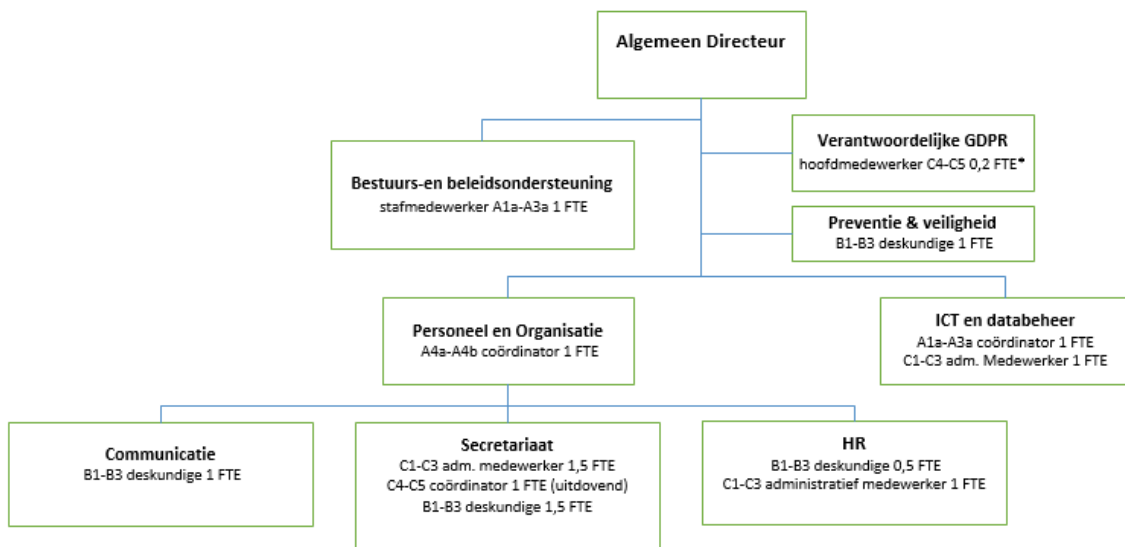 Algemeen Directeur
Verantwoordelijke GDPR
hoofdmedewerker C4-C5 0,2 FTE*
Bestuurs-en beleidsondersteuning
stafmedewerker A1a-A3a 1 FTE
Preventie & veiligheid
B1-B3 deskundige 1 FTE
Personeel en Organisatie
A4a-A4b coördinator 1 FTE
ICT en databeheer
A1a-A3a coördinator 1 FTE
C1-C3 adm. Medewerker 1 FTE
Communicatie
B1-B3 deskundige 1 FTE
Secretariaat
C1-C3 adm. medewerker 1,5 FTE
C4-C5 coördinator 1 FTE (uitdovend)
B1-B3 deskundige 1,5 FTE
HR
B1-B3 deskundige 0,5 FTE
C1-C3 administratief medewerker 1 FTE